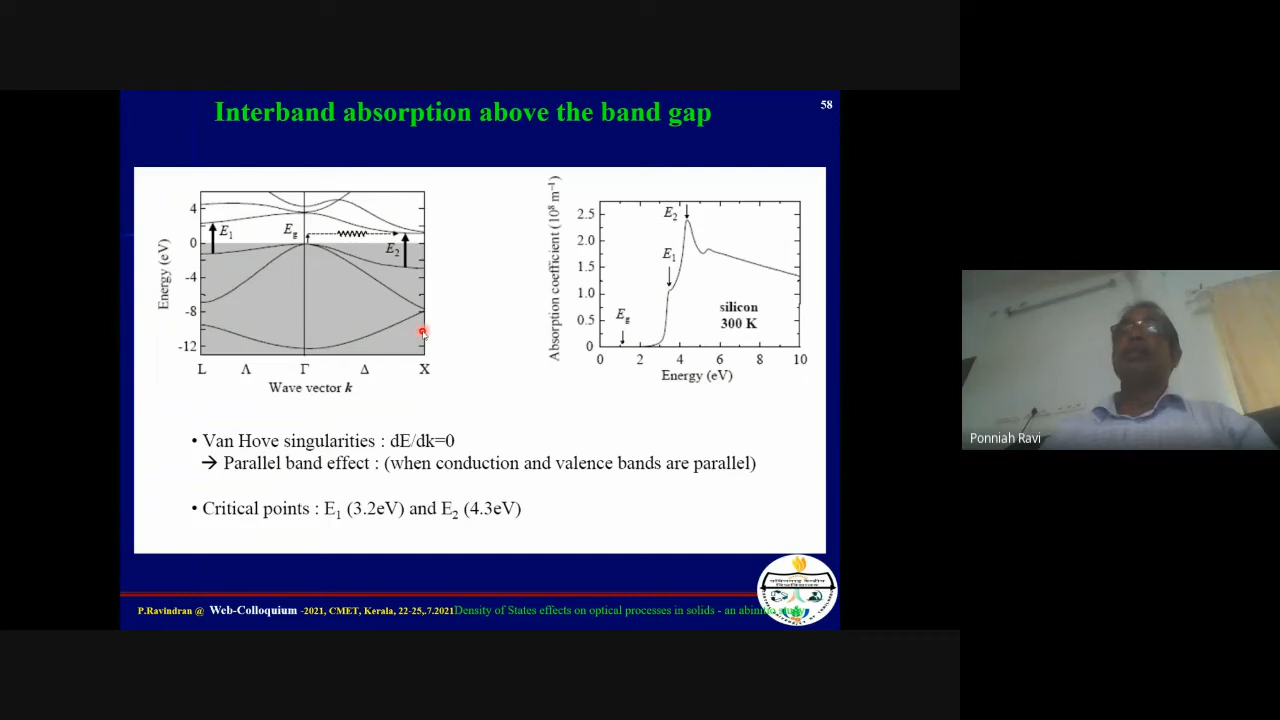 Interband absorption above the band gap
58
Energy (eV)
4
0
-4
-8
-12
E1
Eg
E2
L Λ Γ Δ X
Wave vector k
Absorption coefficient (10⁸ m⁻¹)
2.5
2.0
1.5
1.0
0.5
0
E2
E1
Eg
silicon
300 K
0 2 4 6 8 10
Energy (eV)
• Van Hove singularities : dE/dk=0
→ Parallel band effect : (when conduction and valence bands are parallel)
• Critical points : E1 (3.2eV) and E2 (4.3eV)
P.Ravindran @ Web-Colloquium -2021, CMET, Kerala, 22-25,.7.2021 Density of States effects on optical processes in solids - an abinitio
Ponniah Ravi